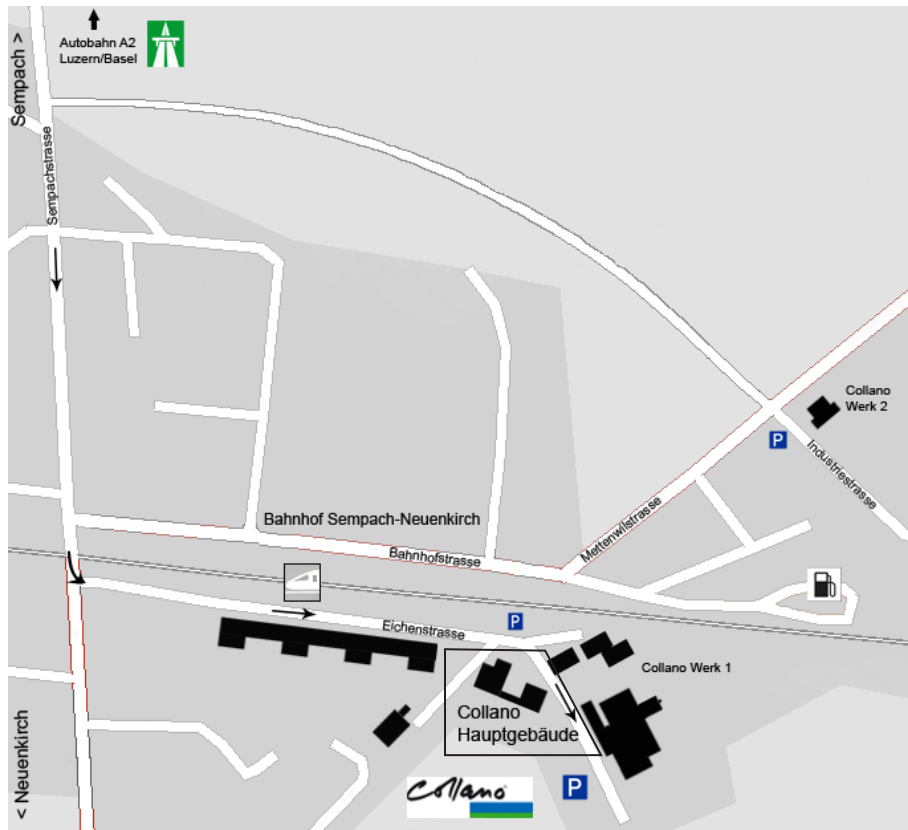 Sempach >
Autobahn A2
Luzern/Basel
Sempachstrasse
Collano
Werk 2
P
Industriestrasse
Mettenwilstrasse
Bahnhof Sempach-Neuenkirch
Bahnhofstrasse
P
Eichenstrasse
Collano Werk 1
Collano
Hauptgebäude
< Neuenkirch
Collano
P